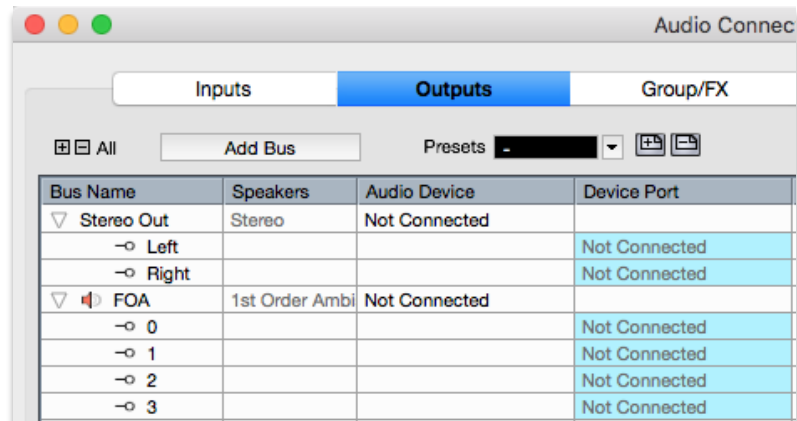 Audio Connec
Inputs Outputs Group/FX
All Add Bus Presets -
Bus Name Speakers Audio Device Device Port
Stereo Out Stereo Not Connected
Left Not Connected
Right Not Connected
FOA 1st Order Ambi Not Connected
0 Not Connected
1 Not Connected
2 Not Connected
3 Not Connected